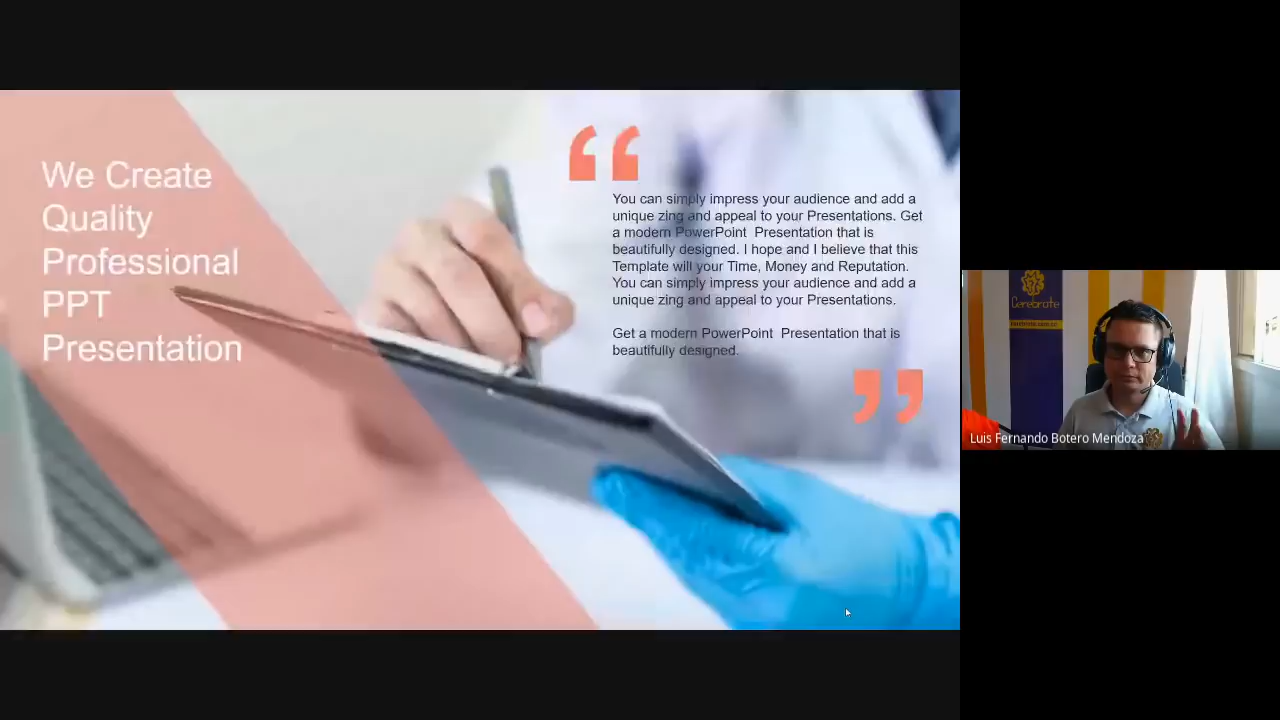 We Create
Quality
Professional
PPT
Presentation
You can simply impress your audience and add a
unique zing and appeal to your Presentations. Get
a modern PowerPoint  Presentation that is
beautifully designed. I hope and I believe that this
Template will your Time, Money and Reputation.
You can simply impress your audience and add a
unique zing and appeal to your Presentations.
Get a modern PowerPoint  Presentation that is
beautifully designed.
Cerebrate
Luis Fernando Botero Mendoza